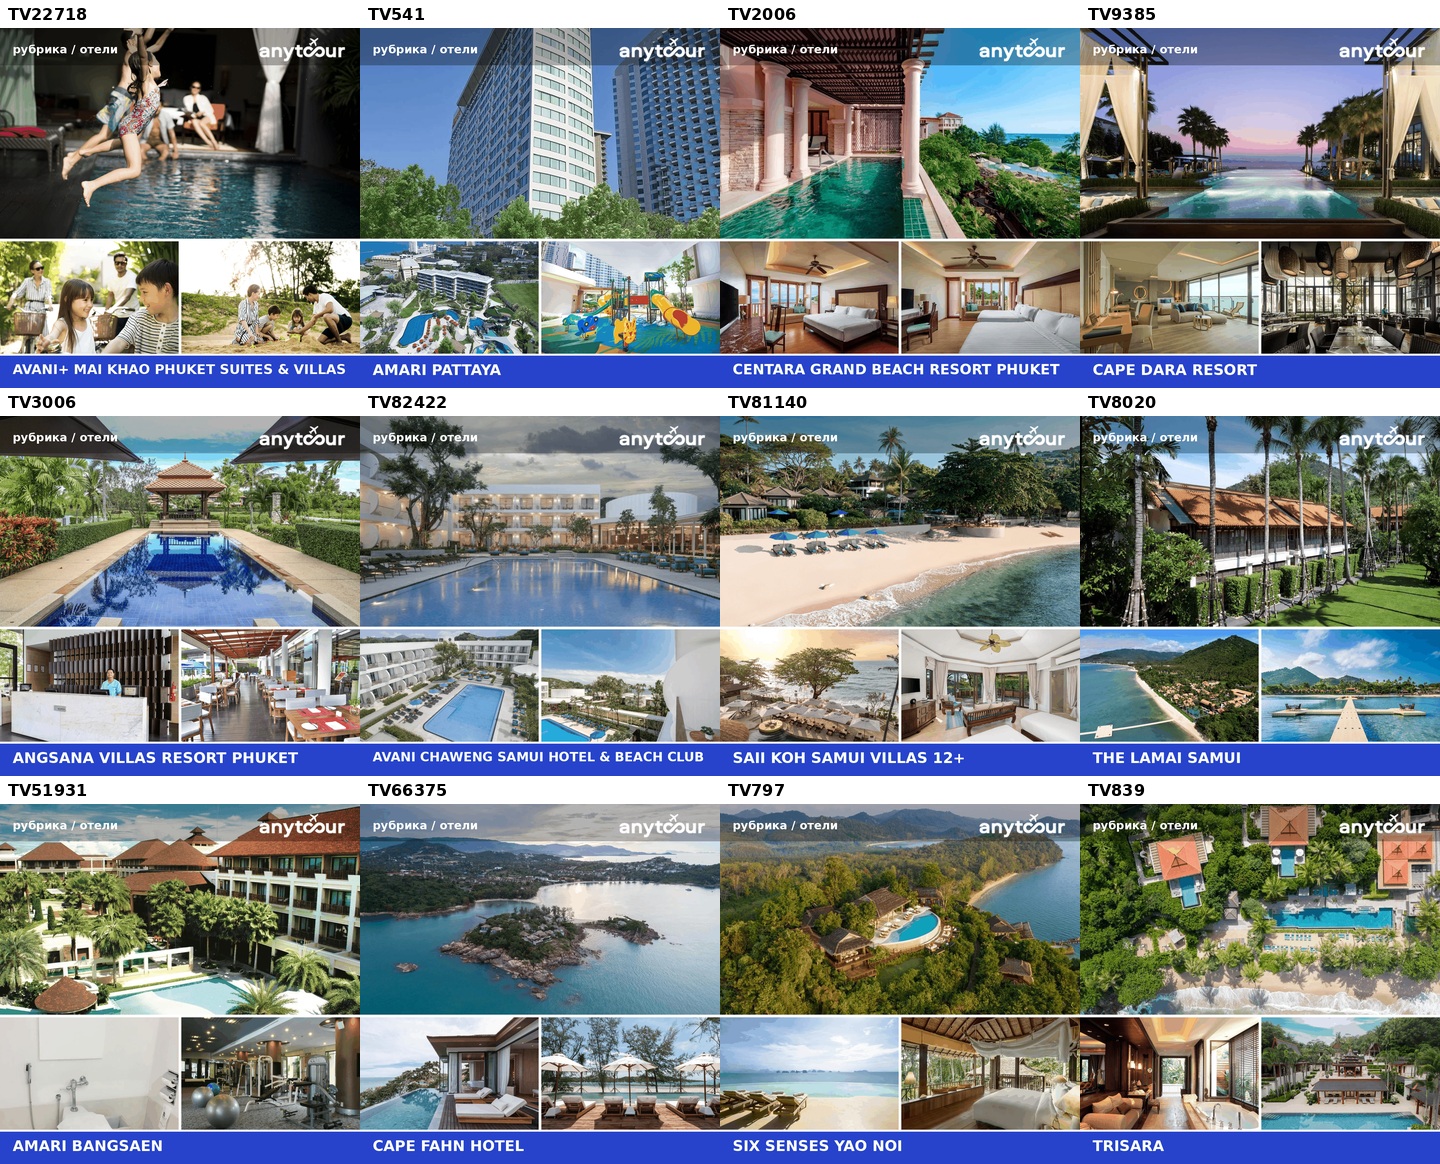 TV22718
рубрика / отели
anytour
AVANI+ MAI KHAO PHUKET SUITES & VILLAS
TV541
рубрика / отели
anytour
AMARI PATTAYA
TV2006
рубрика / отели
anytour
CENTARA GRAND BEACH RESORT PHUKET
TV9385
рубрика / отели
anytour
CAPE DARA RESORT
TV3006
рубрика / отели
anytour
ANGSANA VILLAS RESORT PHUKET
TV82422
рубрика / отели
anytour
AVANI CHAWENG SAMUI HOTEL & BEACH CLUB
TV81140
рубрика / отели
anytour
SAII KOH SAMUI VILLAS 12+
TV8020
рубрика / отели
anytour
THE LAMAI SAMUI
TV51931
рубрика / отели
anytour
AMARI BANGSAEN
TV66375
рубрика / отели
anytour
CAPE FAHN HOTEL
TV797
рубрика / отели
anytour
SIX SENSES YAO NOI
TV839
рубрика / отели
anytour
TRISARA